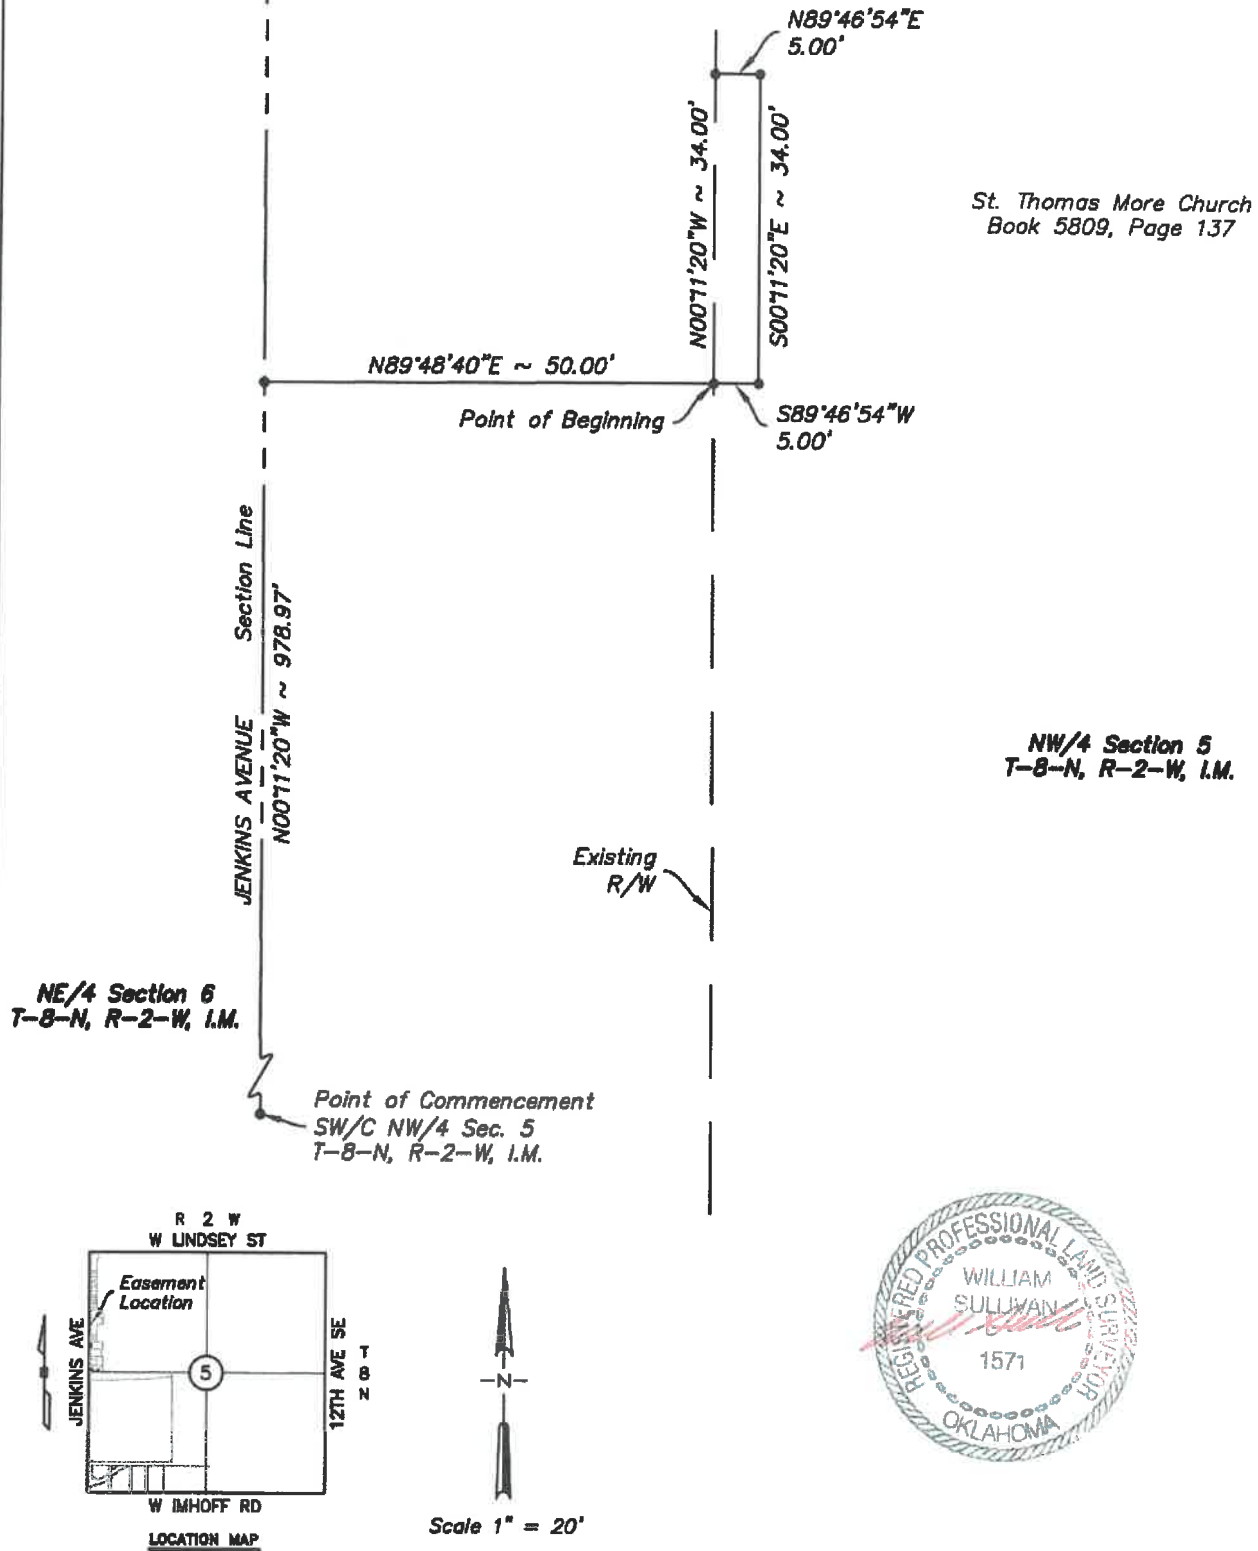 N89°46'54"E
5.00'
N00°11'20"W ~ 34.00'
S00°11'20"E ~ 34.00'
St. Thomas More Church
Book 5809, Page 137
N89°48'40"E ~ 50.00'
Point of Beginning
S89°46'54"W
5.00'
Section Line
JENKINS AVENUE
N00°11'20"W ~ 978.97'
NW/4 Section 5
T-8-N, R-2-W, I.M.
Existing
R/W
NE/4 Section 6
T-8-N, R-2-W, I.M.
Point of Commencement
SW/C NW/4 Sec. 5
T-8-N, R-2-W, I.M.
R 2 W
W LINDSEY ST
Easement
Location
JENKINS AVE
5
12TH AVE SE
T
8
N
W IMHOFF RD
LOCATION MAP
-N-
Scale 1" = 20'
REGISTERED PROFESSIONAL LAND SURVEYOR
WILLIAM
SULLIVAN
1571
OKLAHOMA